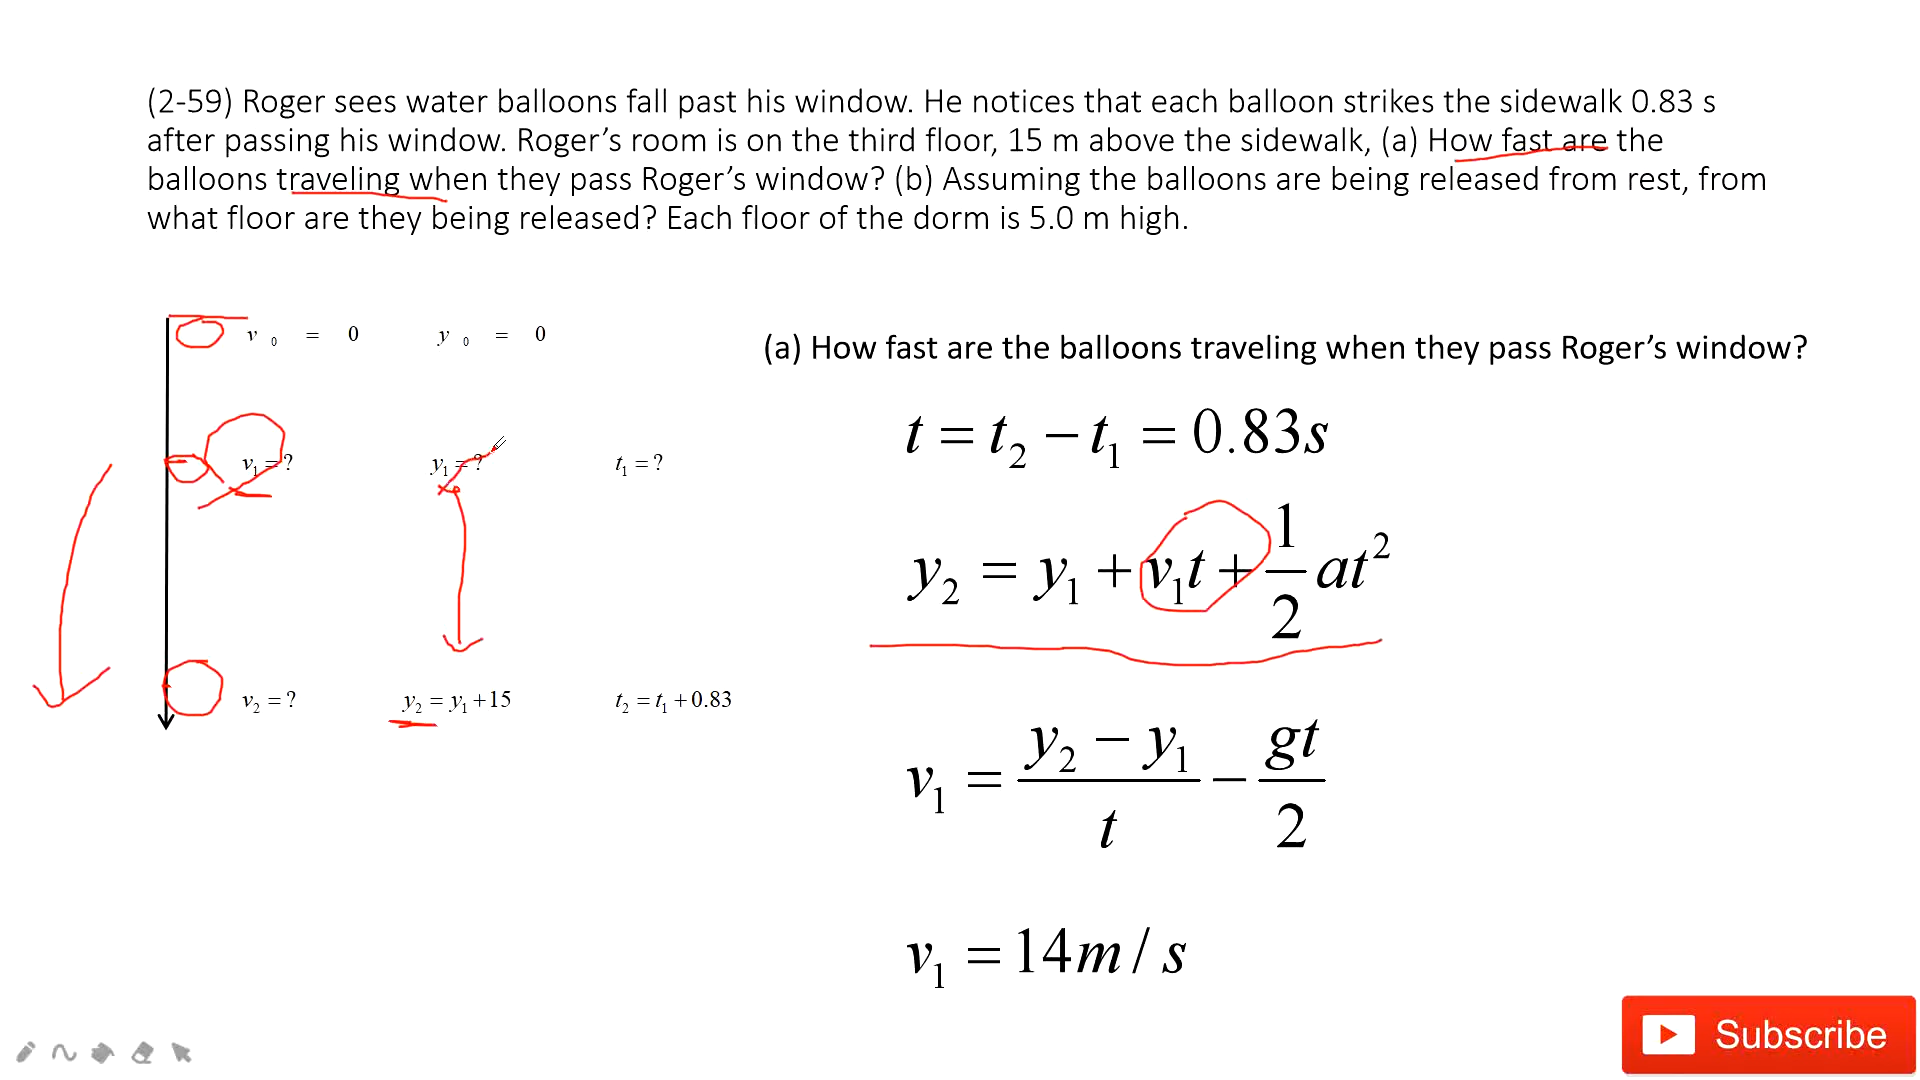 (2-59) Roger sees water balloons fall past his window. He notices that each balloon strikes the sidewalk 0.83 s
after passing his window. Roger’s room is on the third floor, 15 m above the sidewalk, (a) How fast are the
balloons traveling when they pass Roger’s window? (b) Assuming the balloons are being released from rest, from
what floor are they being released? Each floor of the dorm is 5.0 m high.
v₀ = 0 y₀ = 0
v₁ = ? y₁ = ? t₁ = ?
v₂ = ? y₂ = y₁ + 15 t₂ = t₁ + 0.83
(a) How fast are the balloons traveling when they pass Roger’s window?
t = t₂ − t₁ = 0.83s
y₂ = y₁ + v₁t + 1/2 at²
v₁ = (y₂ − y₁)/t − gt/2
v₁ = 14m / s
Subscribe